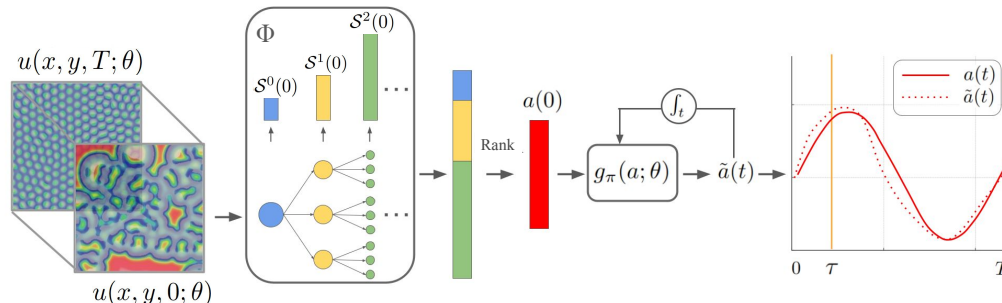 u(x, y, T; θ)
u(x, y, 0; θ)
Φ
S⁰(0)
S¹(0)
S²(0)
...
...
Rank
a(0)
∫ₜ
g_π(a; θ)
ã(t)
a(t)
ã(t)
0
τ
T